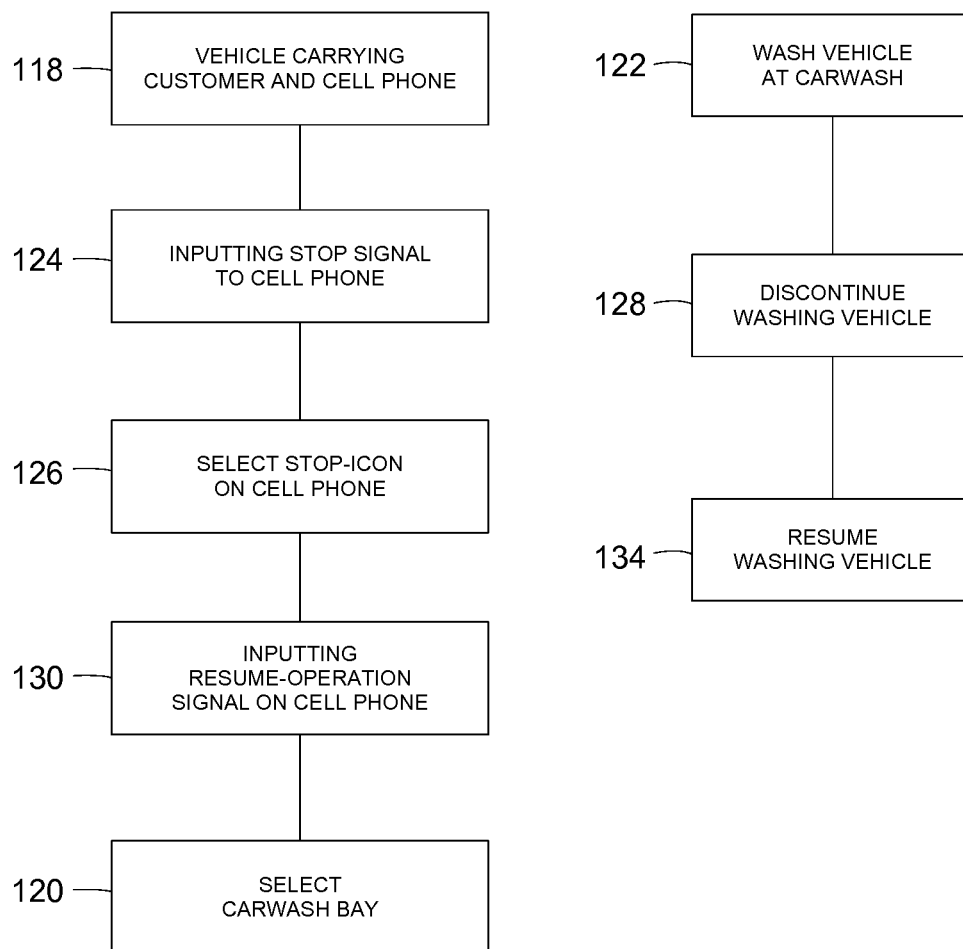 118
VEHICLE CARRYING
CUSTOMER AND CELL PHONE
124
INPUTTING STOP SIGNAL
TO CELL PHONE
126
SELECT STOP-ICON
ON CELL PHONE
130
INPUTTING
RESUME-OPERATION
SIGNAL ON CELL PHONE
120
SELECT
CARWASH BAY
122
WASH VEHICLE
AT CARWASH
128
DISCONTINUE
WASHING VEHICLE
134
RESUME
WASHING VEHICLE